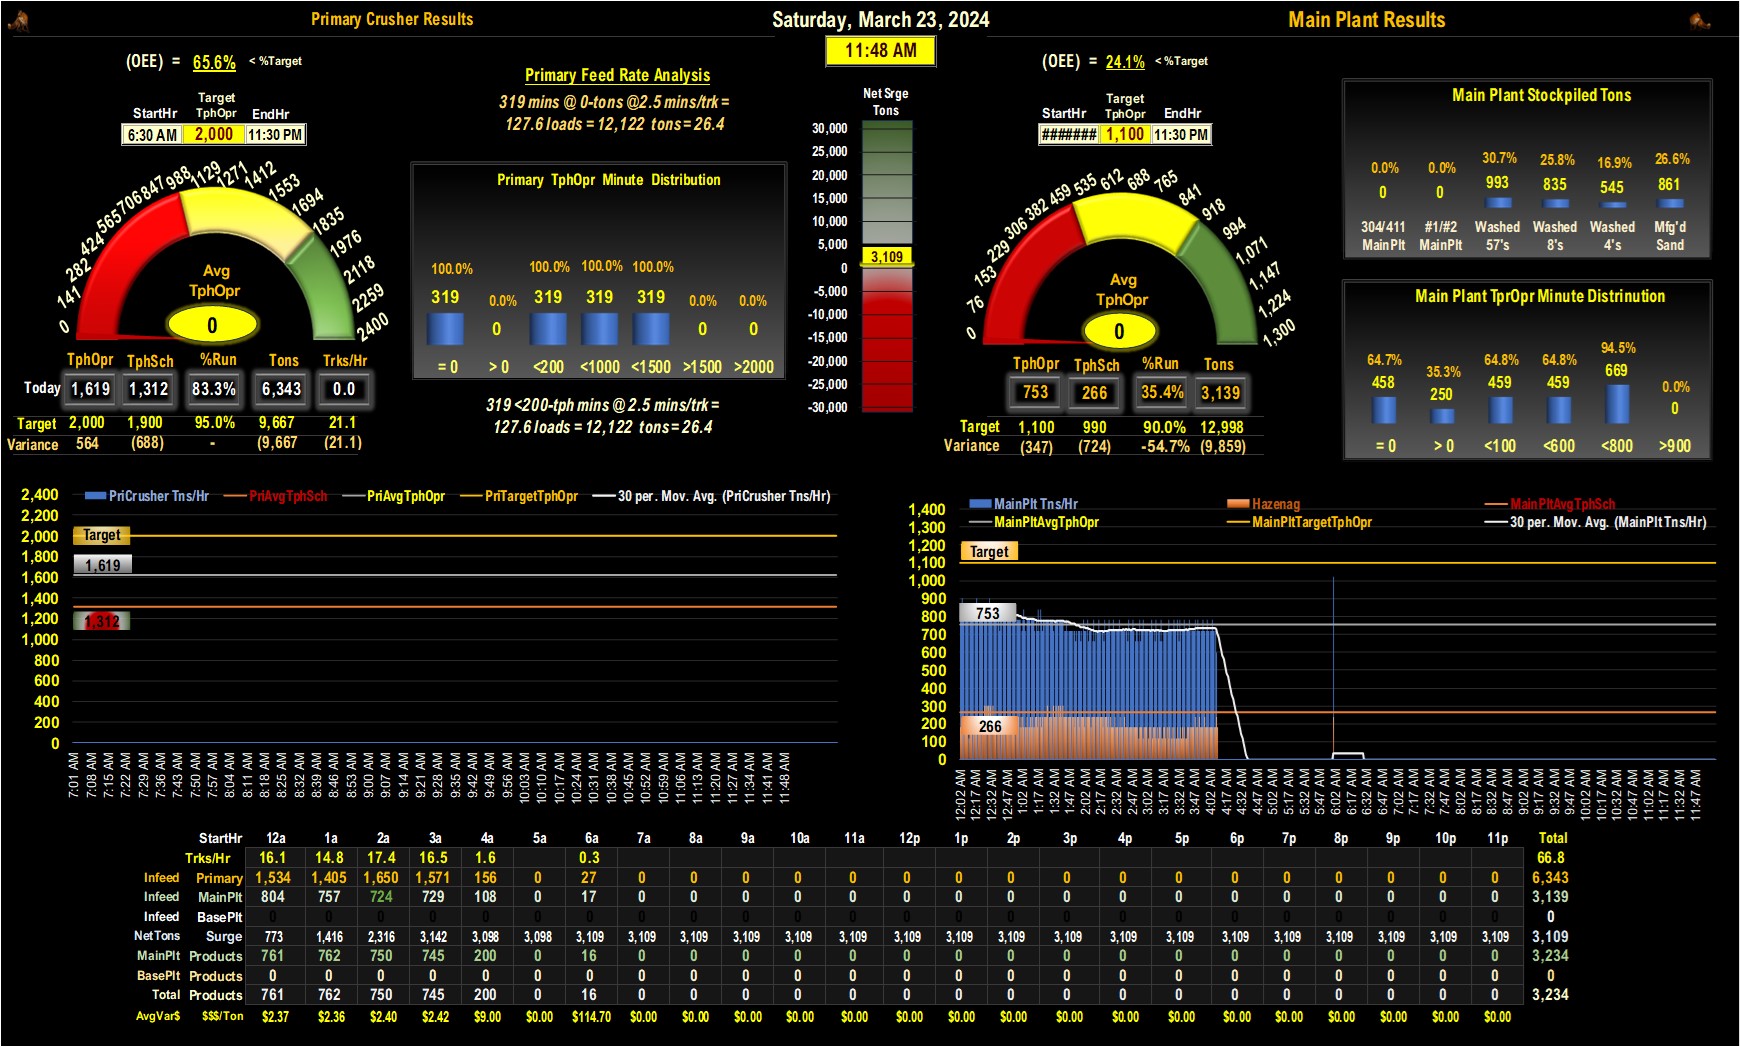 Primary Crusher Results
Saturday, March 23, 2024
Main Plant Results
11:48 AM
(OEE) = 65.6% < %Target
Target
StartHr TphOpr EndHr
6:30 AM 2,000 11:30 PM
0 141 282 424 565 706 847 988 1129 1271 1412 1553 1694 1835 1976 2118 2259 2400
Avg
TphOpr
0
TphOpr TphSch %Run Tons Trks/Hr
Today 1,619 1,312 83.3% 6,343 0.0
Target 2,000 1,900 95.0% 9,667 21.1
Variance 564 (688) - (9,667) (21.1)
Primary Feed Rate Analysis
319 mins @ 0-tons @2.5 mins/trk =
127.6 loads = 12,122 tons = 26.4
Primary TphOpr Minute Distribution
100.0% 0.0% 100.0% 100.0% 100.0% 0.0% 0.0%
319 0 319 319 319 0 0
= 0 > 0 <200 <1000 <1500 >1500 >2000
319 <200-tph mins @ 2.5 mins/trk =
127.6 loads = 12,122 tons = 26.4
Net Srge
Tons
30,000
25,000
20,000
15,000
10,000
5,000
3,109
0
-5,000
-10,000
-15,000
-20,000
-25,000
-30,000
(OEE) = 24.1% < %Target
Target
StartHr TphOpr EndHr
####### 1,100 11:30 PM
0 76 153 229 306 382 459 535 612 688 765 841 918 994 1,071 1,147 1,224 1,300
Avg
TphOpr
0
TphOpr TphSch %Run Tons
753 266 35.4% 3,139
Target 1,100 990 90.0% 12,998
Variance (347) (724) -54.7% (9,859)
Main Plant Stockpiled Tons
0.0% 0.0% 30.7% 25.8% 16.9% 26.6%
0 0 993 835 545 861
304/411 #1/#2 Washed Washed Washed Mfg'd
MainPlt MainPlt 57's 8's 4's Sand
Main Plant TprOpr Minute Distrinution
64.7% 35.3% 64.8% 64.8% 94.5% 0.0%
458 250 459 459 669 0
= 0 > 0 <100 <600 <800 >900
PriCrusher Tns/Hr PriAvgTphSch PriAvgTphOpr PriTargetTphOpr 30 per. Mov. Avg. (PriCrusher Tns/Hr)
2,400
2,200
2,000
1,800
1,600
1,400
1,200
1,000
800
600
400
200
0
Target
1,619
1,312
7:01 AM 7:08 AM 7:15 AM 7:22 AM 7:29 AM 7:36 AM 7:43 AM 7:50 AM 7:57 AM 8:04 AM 8:11 AM 8:18 AM 8:25 AM 8:32 AM 8:39 AM 8:46 AM 8:53 AM 9:00 AM 9:07 AM 9:14 AM 9:21 AM 9:28 AM 9:35 AM 9:42 AM 9:49 AM 9:56 AM 10:03 AM 10:10 AM 10:17 AM 10:24 AM 10:31 AM 10:38 AM 10:45 AM 10:52 AM 10:59 AM 11:06 AM 11:13 AM 11:20 AM 11:27 AM 11:34 AM 11:41 AM 11:48 AM
MainPlt Tns/Hr Hazenag MainPltAvgTphSch
MainPltAvgTphOpr MainPltTargetTphOpr 30 per. Mov. Avg. (MainPlt Tns/Hr)
1,400
1,300
1,200
1,100
1,000
900
800
700
600
500
400
300
200
100
0
Target
753
266
12:02 AM 12:17 AM 12:32 AM 12:47 AM 1:02 AM 1:17 AM 1:32 AM 1:47 AM 2:02 AM 2:17 AM 2:32 AM 2:47 AM 3:02 AM 3:17 AM 3:32 AM 3:47 AM 4:02 AM 4:17 AM 4:32 AM 4:47 AM 5:02 AM 5:17 AM 5:32 AM 5:47 AM 6:02 AM 6:17 AM 6:32 AM 6:47 AM 7:02 AM 7:17 AM 7:32 AM 7:47 AM 8:02 AM 8:17 AM 8:32 AM 8:47 AM 9:02 AM 9:17 AM 9:32 AM 9:47 AM 10:02 AM 10:17 AM 10:32 AM 10:47 AM 11:02 AM 11:17 AM 11:32 AM 11:47 AM
StartHr 12a 1a 2a 3a 4a 5a 6a 7a 8a 9a 10a 11a 12p 1p 2p 3p 4p 5p 6p 7p 8p 9p 10p 11p Total
Trks/Hr 16.1 14.8 17.4 16.5 1.6 0.3 66.8
Infeed Primary 1,534 1,405 1,650 1,571 156 0 27 0 0 0 0 0 0 0 0 0 0 0 0 0 0 0 0 0 6,343
Infeed MainPlt 804 757 724 729 108 0 17 0 0 0 0 0 0 0 0 0 0 0 0 0 0 0 0 0 3,139
Infeed BasePlt 0 0 0 0 0 0 0 0 0 0 0 0 0 0 0 0 0 0 0 0 0 0 0 0 0
NetTons Surge 773 1,416 2,316 3,142 3,098 3,098 3,109 3,109 3,109 3,109 3,109 3,109 3,109 3,109 3,109 3,109 3,109 3,109 3,109 3,109 3,109 3,109 3,109 3,109 3,109
MainPlt Products 761 762 750 745 200 0 16 0 0 0 0 0 0 0 0 0 0 0 0 0 0 0 0 0 3,234
BasePlt Products 0 0 0 0 0 0 0 0 0 0 0 0 0 0 0 0 0 0 0 0 0 0 0 0 0
Total Products 761 762 750 745 200 0 16 0 0 0 0 0 0 0 0 0 0 0 0 0 0 0 0 0 3,234
AvgVar$ $$$/Ton $2.37 $2.36 $2.40 $2.42 $9.00 $0.00 $114.70 $0.00 $0.00 $0.00 $0.00 $0.00 $0.00 $0.00 $0.00 $0.00 $0.00 $0.00 $0.00 $0.00 $0.00 $0.00 $0.00 $0.00